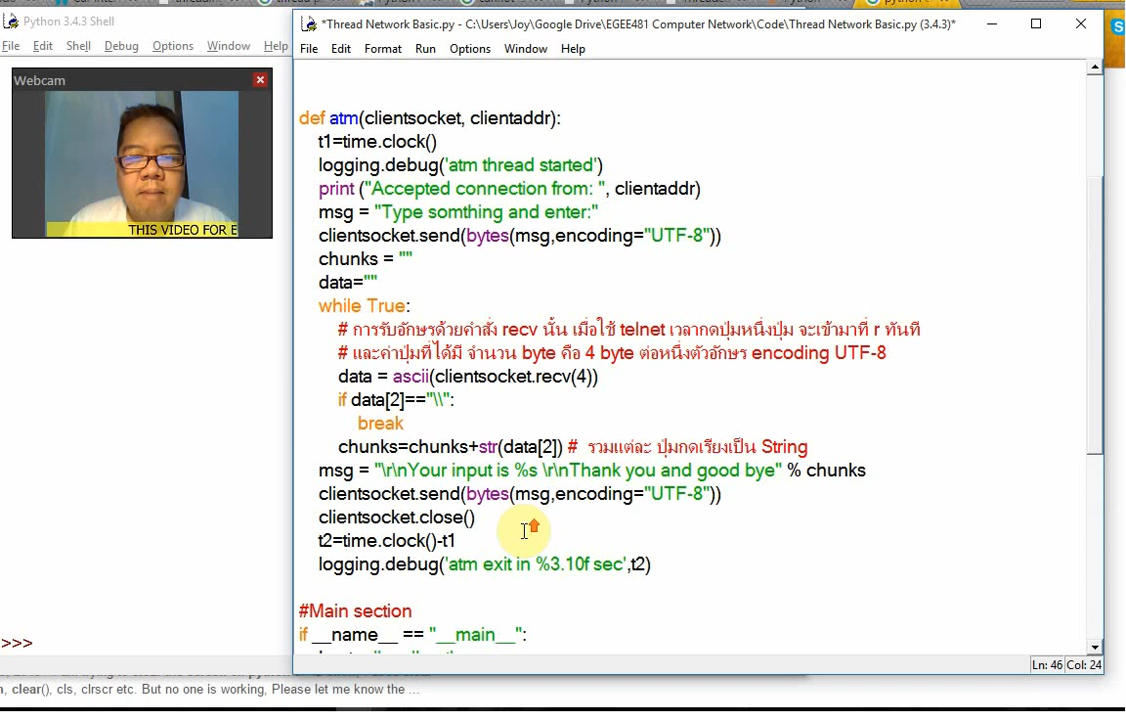 Python 3.4.3 Shell
File Edit Shell Debug Options Window Help
Webcam
THIS VIDEO FOR E
>>>
n, clear(), cls, clrscr etc. But no one is working, Please let me know the ...
*Thread Network Basic.py - C:\Users\Joy\Google Drive\EGEE481 Computer Network\Code\Thread Network Basic.py (3.4.3)*
File Edit Format Run Options Window Help
def atm(clientsocket, clientaddr):
t1=time.clock()
logging.debug('atm thread started')
print ("Accepted connection from: ", clientaddr)
msg = "Type somthing and enter:"
clientsocket.send(bytes(msg,encoding="UTF-8"))
chunks = ""
data=""
while True:
# การรับอักษรด้วยคำสั่ง recv นั้น เมื่อใช้ telnet เวลากดปุ่มหนึ่งปุ่ม จะเข้ามาที่ r ทันที
# และค่าปุ่มที่ได้มี จำนวน byte คือ 4 byte ต่อหนึ่งตัวอักษร encoding UTF-8
data = ascii(clientsocket.recv(4))
if data[2]=="\\":
break
chunks=chunks+str(data[2]) # รวมแต่ละ ปุ่มกดเรียงเป็น String
msg = "\r\nYour input is %s \r\nThank you and good bye" % chunks
clientsocket.send(bytes(msg,encoding="UTF-8"))
clientsocket.close()
t2=time.clock()-t1
logging.debug('atm exit in %3.10f sec',t2)
#Main section
if __name__ == "__main__":
Ln: 46 Col: 24